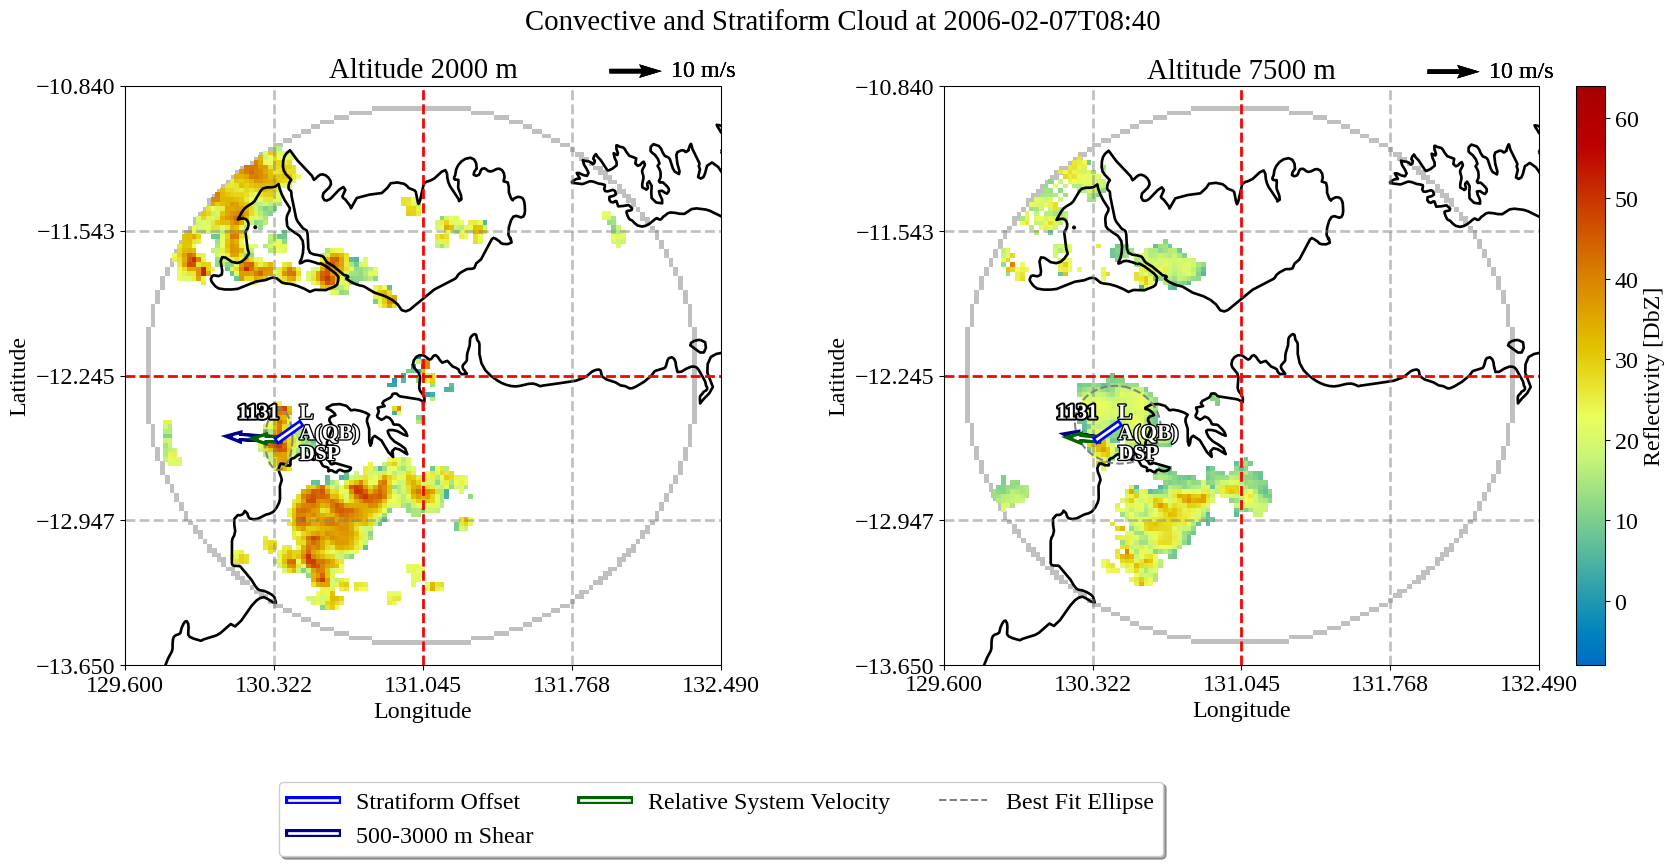 Convective and Stratiform Cloud at 2006-02-07T08:40
Altitude 2000 m
10 m/s
−10.840
−11.543
−12.245
−12.947
−13.650
Latitude
129.600 130.322 131.045 131.768 132.490
Longitude
1131
L
A(QB)
DSP
Altitude 7500 m
10 m/s
−10.840
−11.543
−12.245
−12.947
−13.650
Latitude
129.600 130.322 131.045 131.768 132.490
Longitude
1131
L
A(QB)
DSP
60
50
40
30
20
10
0
Reflectivity [DbZ]
Stratiform Offset
500-3000 m Shear
Relative System Velocity
Best Fit Ellipse